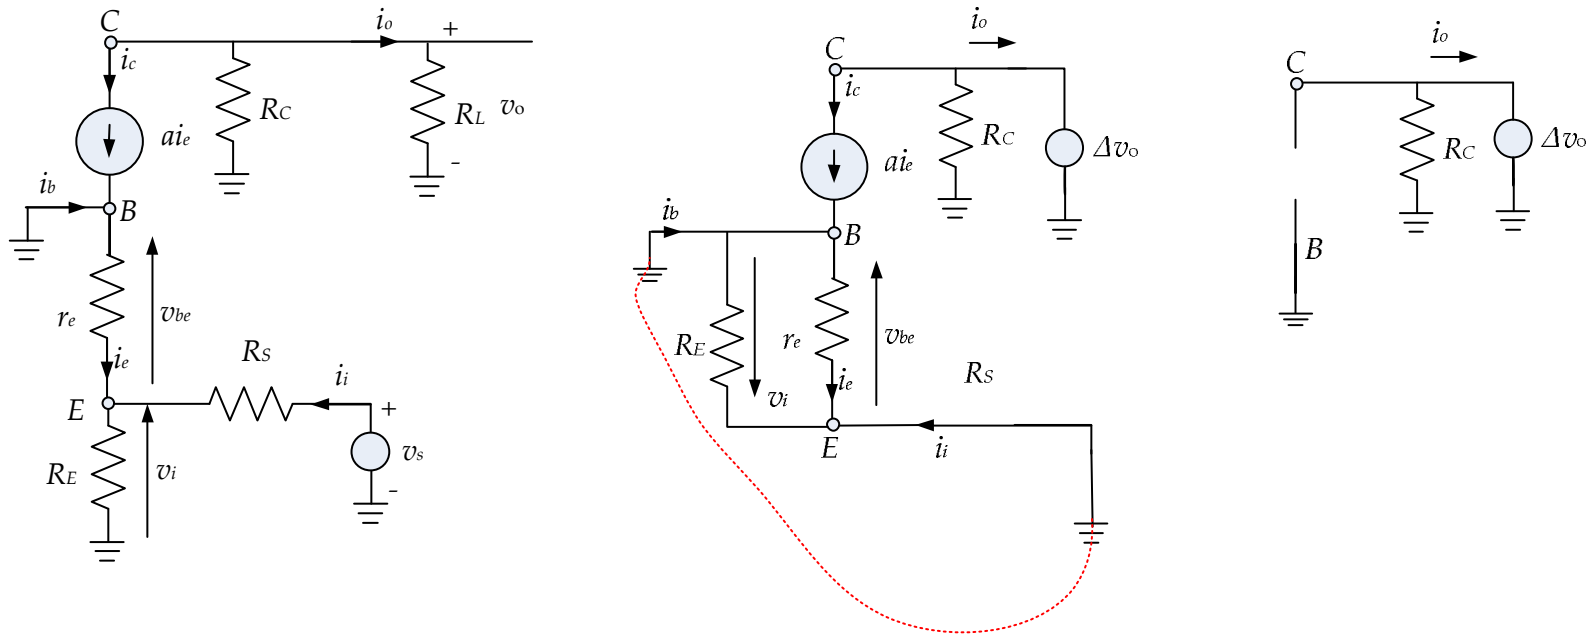 C
io
+
ic
RC
RL
vo
aie
-
ib
B
re
vbe
ie
RS
ii
E
+
RE
vi
vs
-
io
C
ic
RC
Δvo
aie
ib
B
RE
re
vbe
vi
ie
RS
E
ii
io
C
RC
Δvo
B